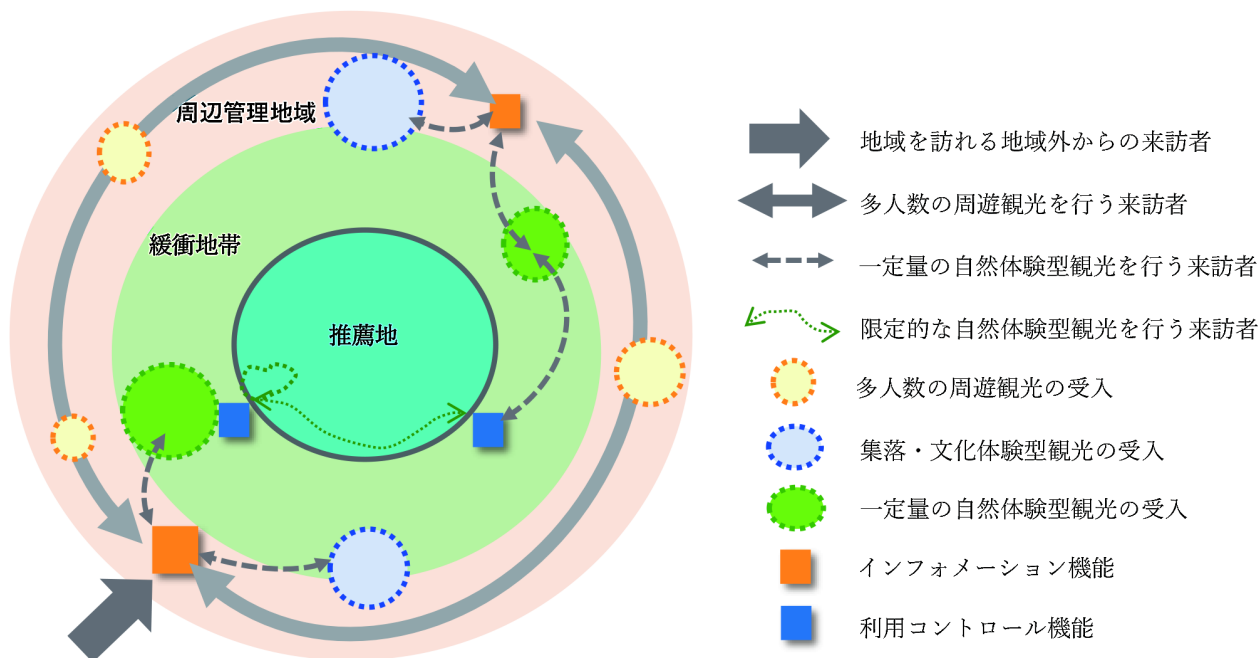 周辺管理地域
緩衝地帯
推薦地
地域を訪れる地域外からの来訪者
多人数の周遊観光を行う来訪者
一定量の自然体験型観光を行う来訪者
限定的な自然体験型観光を行う来訪者
多人数の周遊観光の受入
集落・文化体験型観光の受入
一定量の自然体験型観光の受入
インフォメーション機能
利用コントロール機能